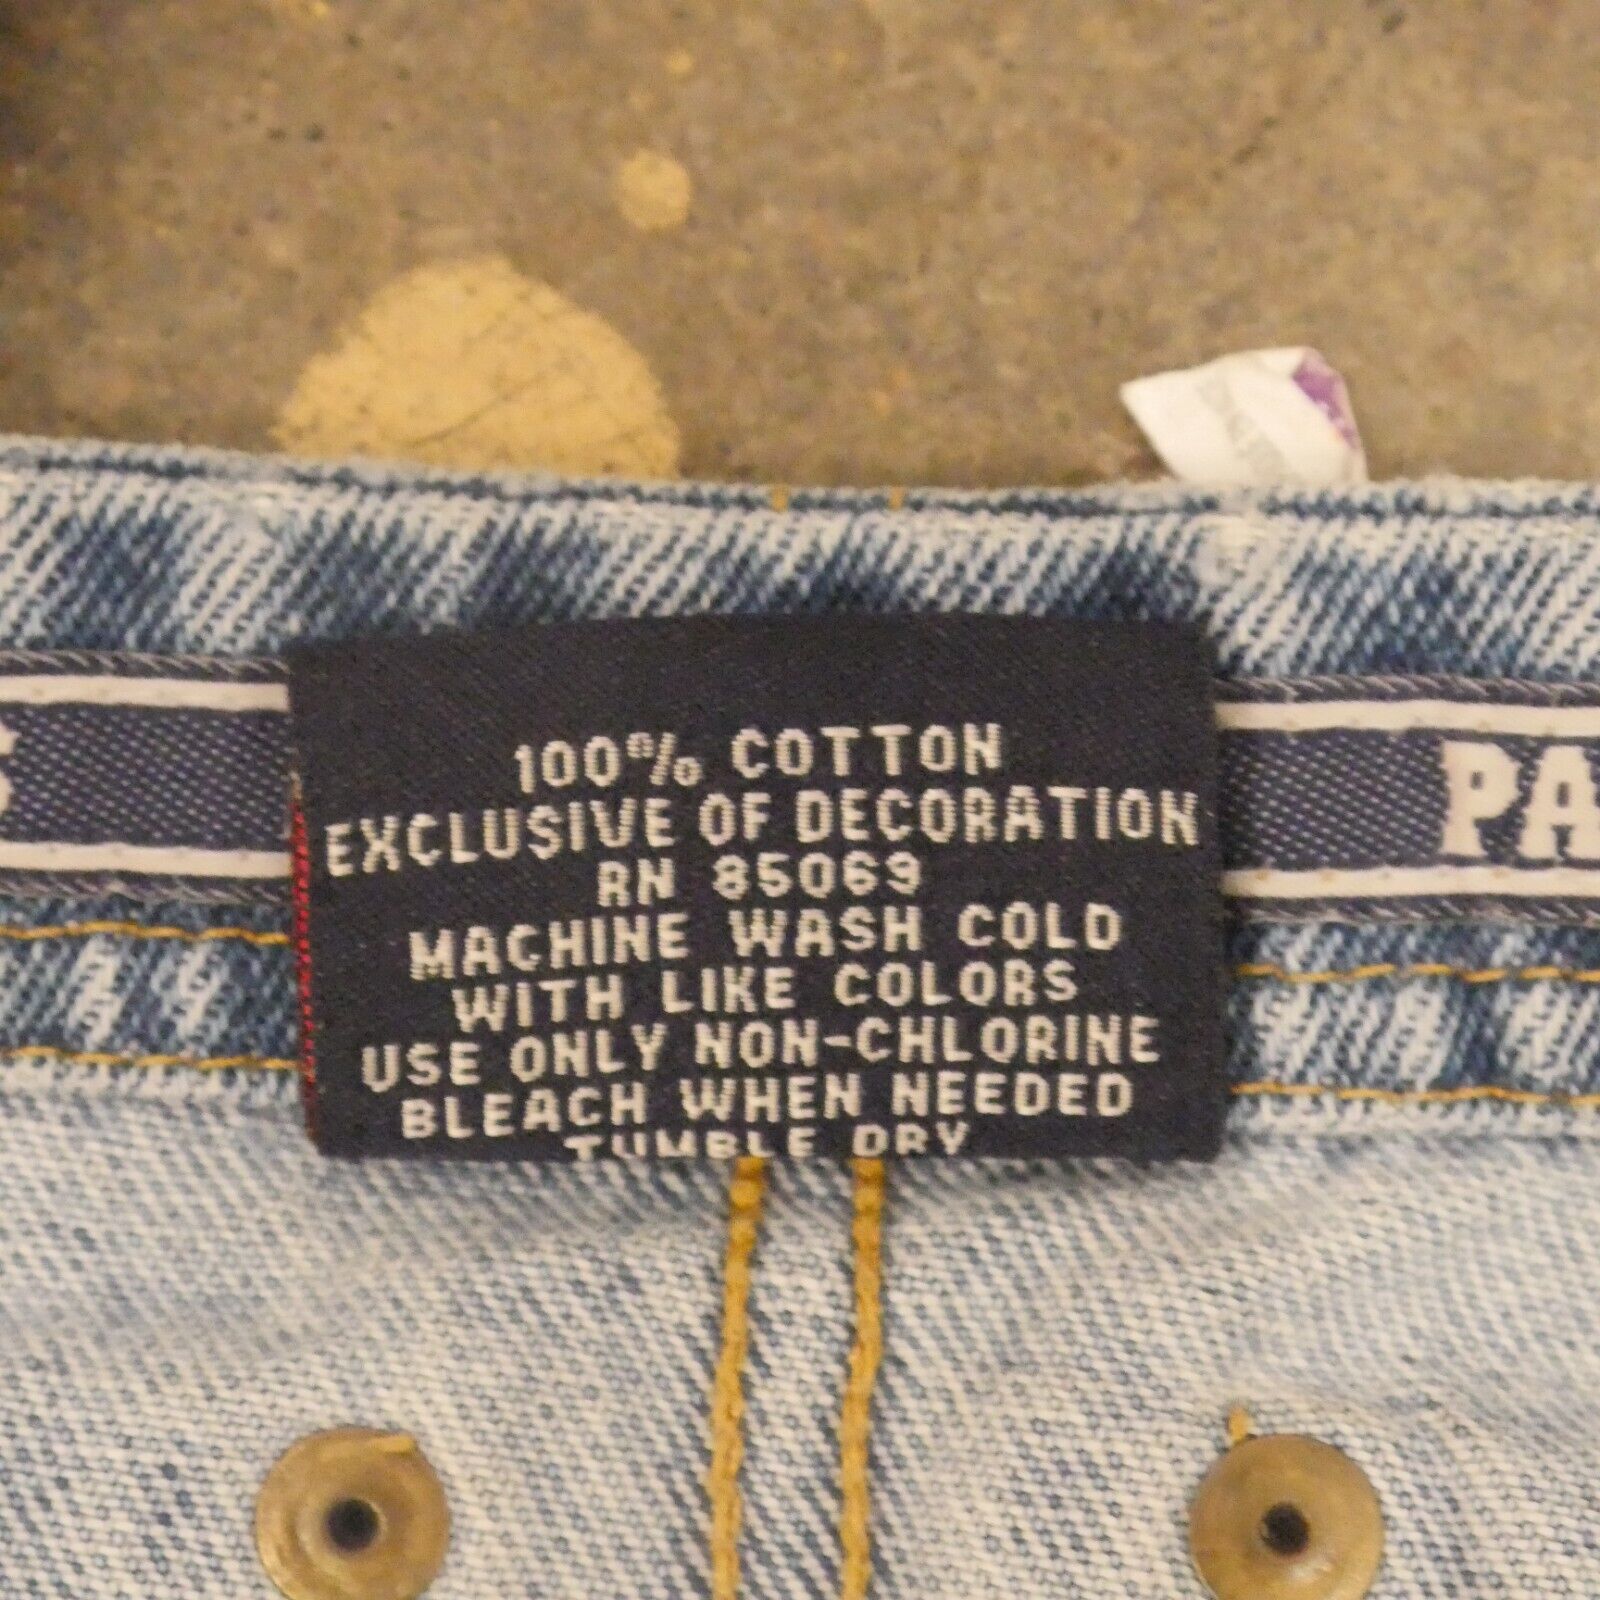 100% COTTON
EXCLUSIVE OF DECORATION
RN 85069
MACHINE WASH COLD
WITH LIKE COLORS
USE ONLY NON-CHLORINE
BLEACH WHEN NEEDED
TUMBLE DRY
PA